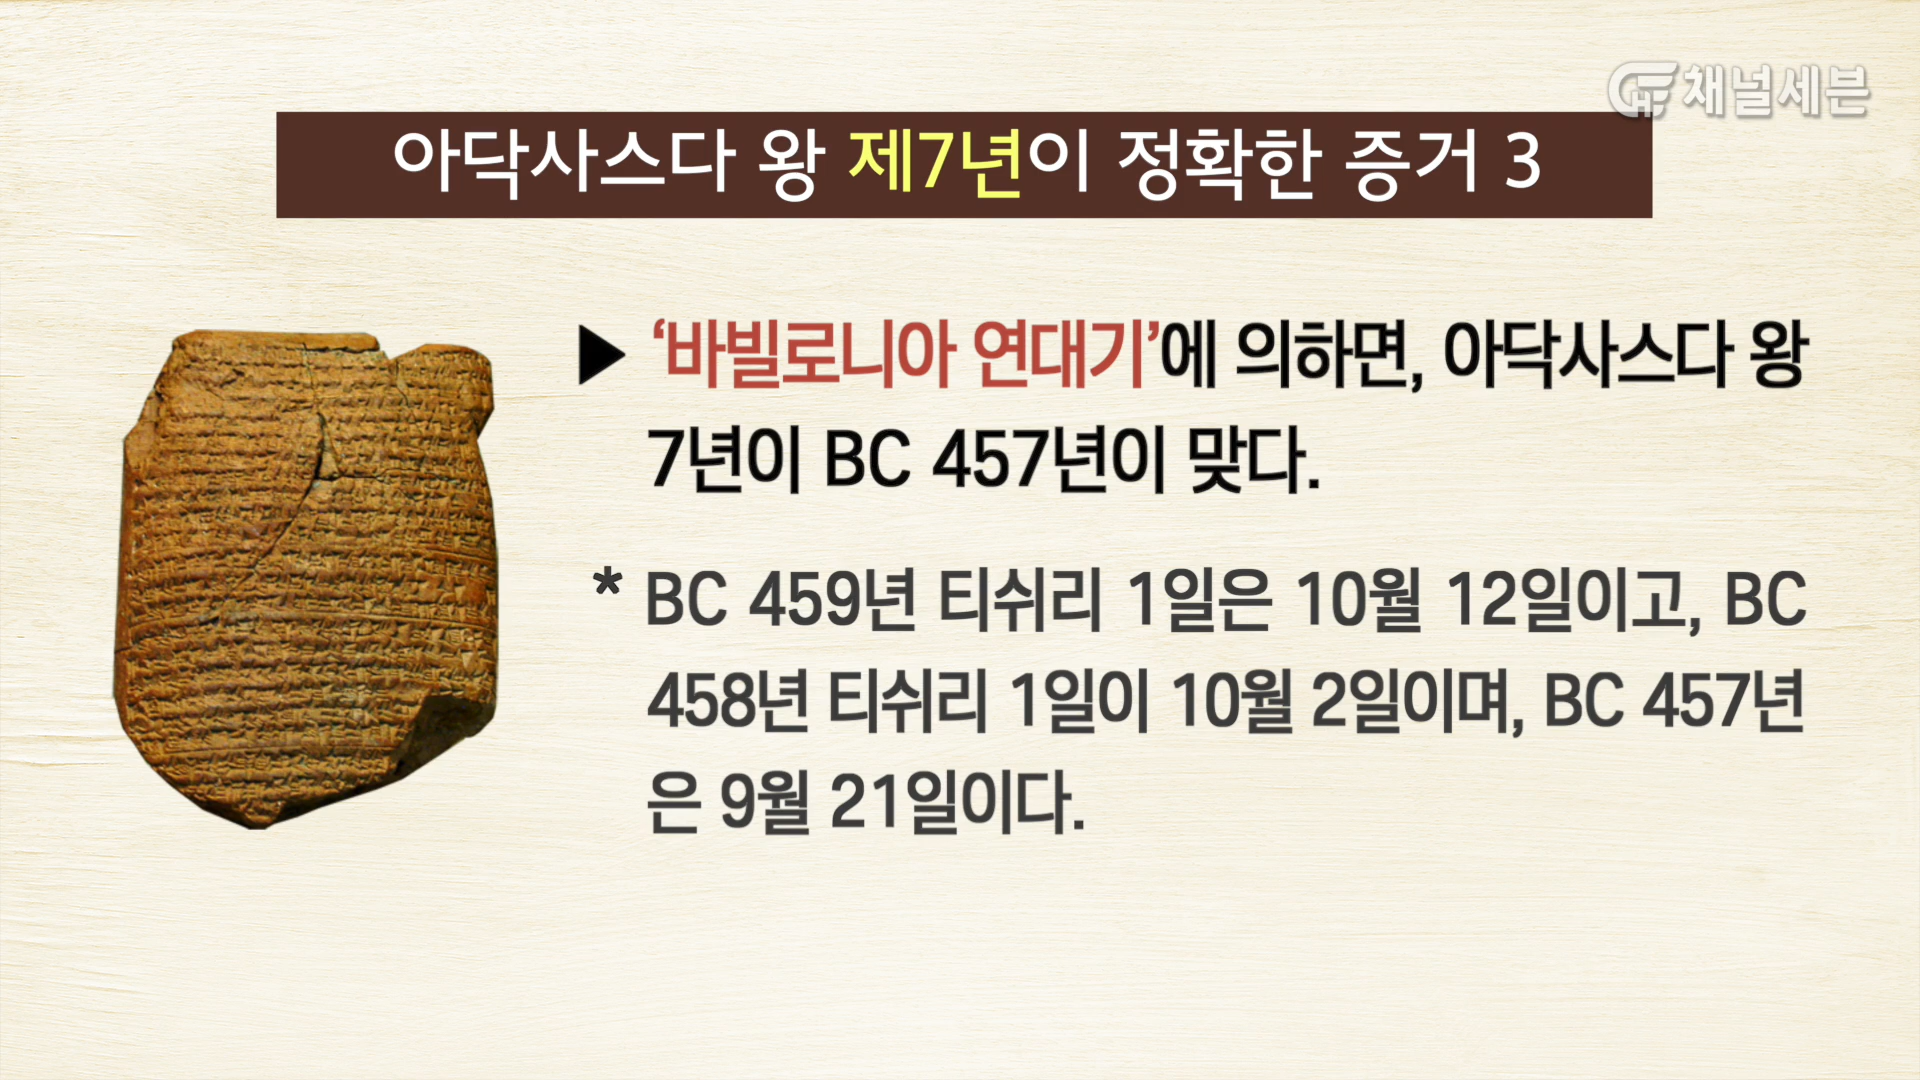 채널세븐
아닥사스다 왕 제7년이 정확한 증거 3
▶ ‘바빌로니아 연대기’에 의하면, 아닥사스다 왕
7년이 BC 457년이 맞다.
* BC 459년 티쉬리 1일은 10월 12일이고, BC
458년 티쉬리 1일이 10월 2일이며, BC 457년
은 9월 21일이다.